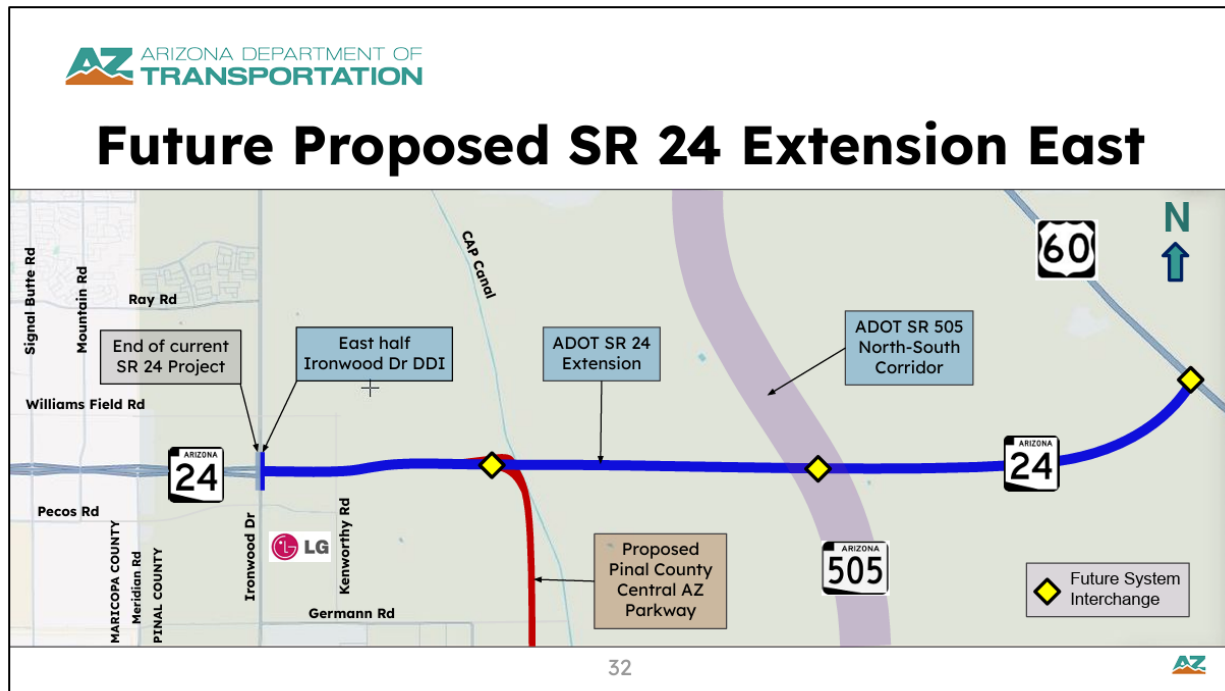 AZ ARIZONA DEPARTMENT OF
TRANSPORTATION
Future Proposed SR 24 Extension East
Signal Butte Rd
Mountain Rd
Ray Rd
End of current
SR 24 Project
East half
Ironwood Dr DDI
CAP Canal
ADOT SR 24
Extension
ADOT SR 505
North-South
Corridor
60
N
Williams Field Rd
ARIZONA
24
ARIZONA
24
Pecos Rd
MARICOPA COUNTY
Meridian Rd
PINAL COUNTY
Ironwood Dr
LG
Kenworthy Rd
Germann Rd
Proposed
Pinal County
Central AZ
Parkway
ARIZONA
505
Future System
Interchange
32
AZ